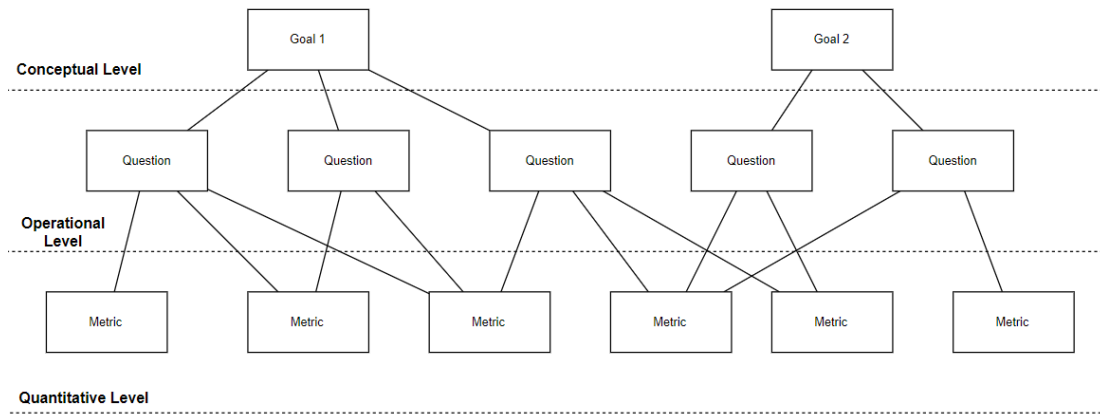 Goal 1
Goal 2
Conceptual Level
Question
Question
Question
Question
Question
Operational
Level
Metric
Metric
Metric
Metric
Metric
Metric
Quantitative Level